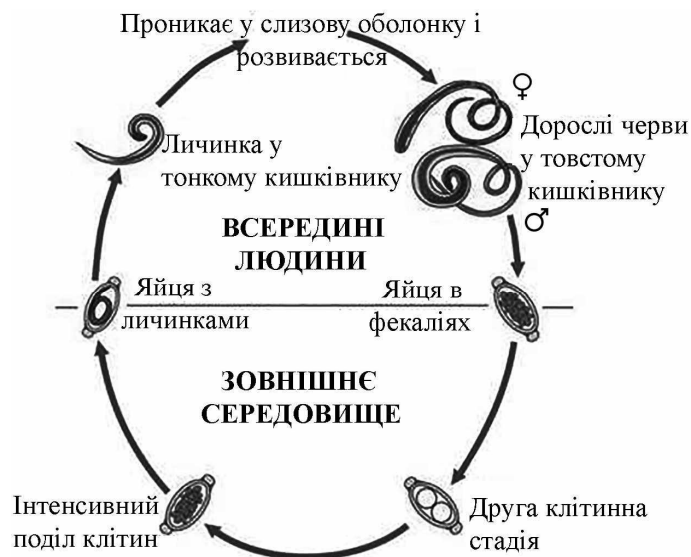 Проникає у слизову оболонку і
розвивається
♀
Дорослі черви
у товстому
кишківнику
♂
Личинка у
тонкому кишківнику
ВСЕРЕДИНІ
ЛЮДИНИ
Яйця з
личинками
Яйця в
фекаліях
ЗОВНІШНЄ
СЕРЕДОВИЩЕ
Інтенсивний
поділ клітин
Друга клітинна
стадія